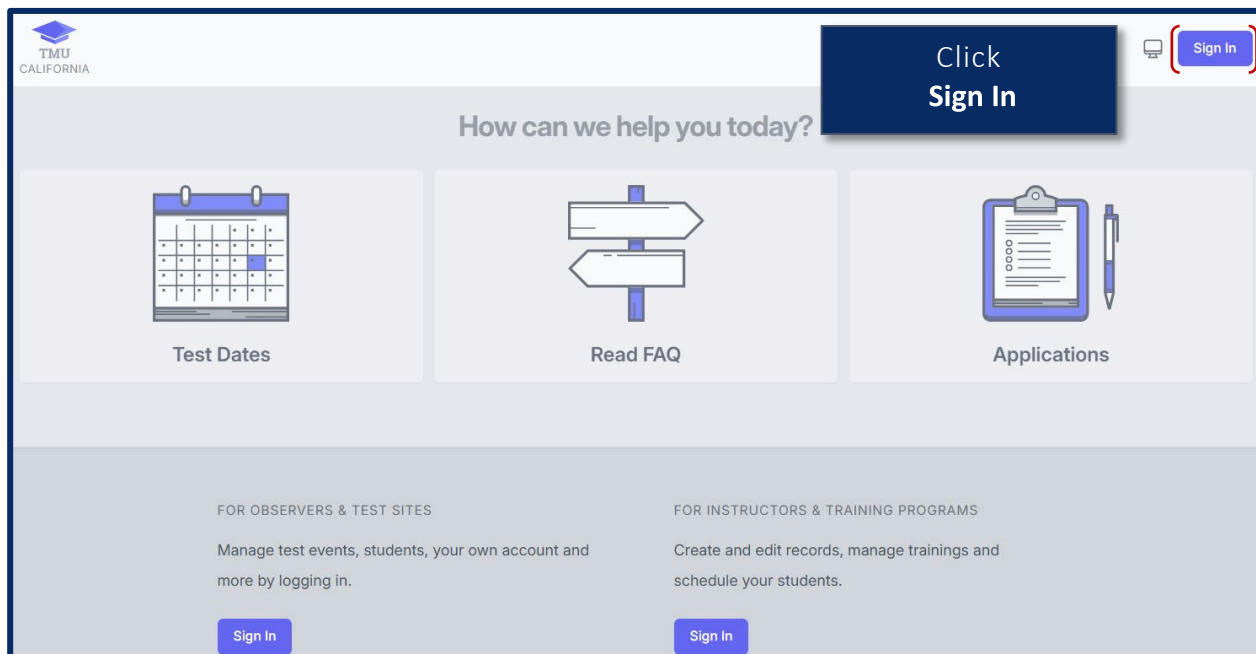 TMU
CALIFORNIA
Click
Sign In
Sign In
How can we help you today?
Test Dates
Read FAQ
Applications
FOR OBSERVERS & TEST SITES
Manage test events, students, your own account and
more by logging in.
Sign In
FOR INSTRUCTORS & TRAINING PROGRAMS
Create and edit records, manage trainings and
schedule your students.
Sign In